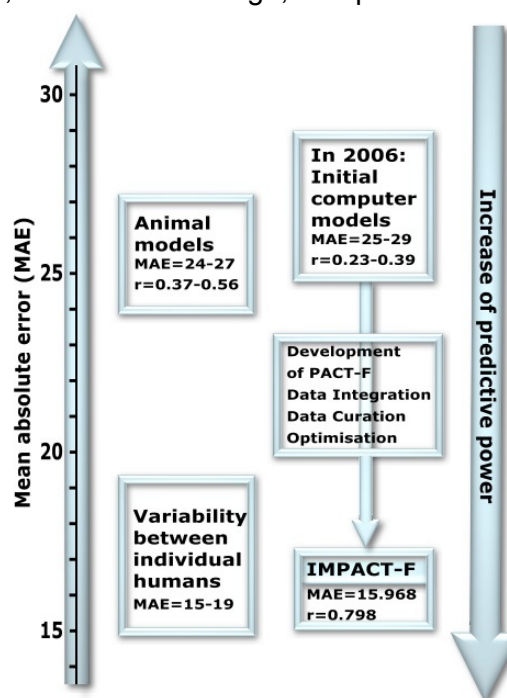 30
25
20
15
Mean absolute error (MAE)
Animal
models
MAE=24-27
r=0.37-0.56
Variability
between
individual
humans
MAE=15-19
In 2006:
Initial
computer
models
MAE=25-29
r=0.23-0.39
Development
of PACT-F
Data Integration
Data Curation
Optimisation
IMPACT-F
MAE=15.968
r=0.798
Increase of predictive power